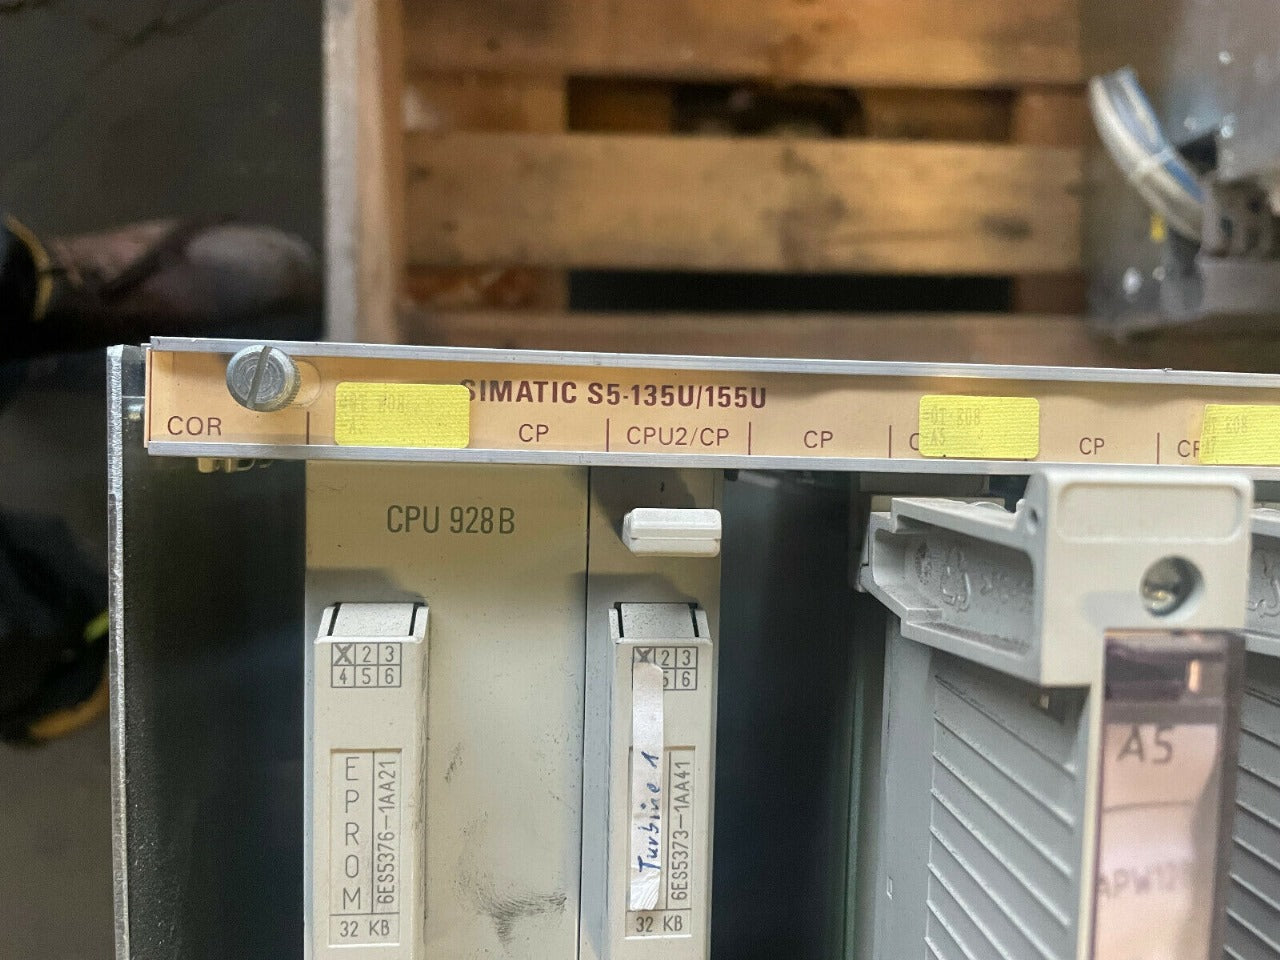 SIMATIC S5-135U/155U
COR
CP
CPU2/CP
CP
CP
CPU 928B
X 2 3
4 5 6
EPROM
6ES5376-1AA21
32 KB
X 2 3
5 6
Turbine 1
6ES5373-1AA41
32 KB
A5